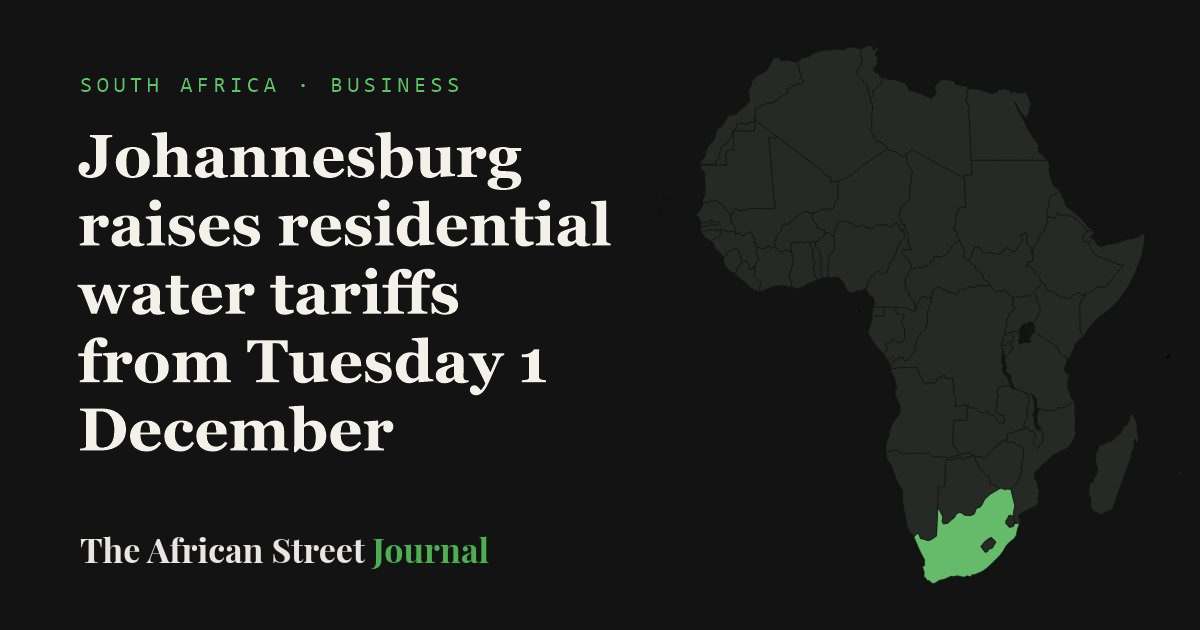 SOUTH AFRICA · BUSINESS
Johannesburg
raises residential
water tariffs
from Tuesday 1
December
The African Street Journal